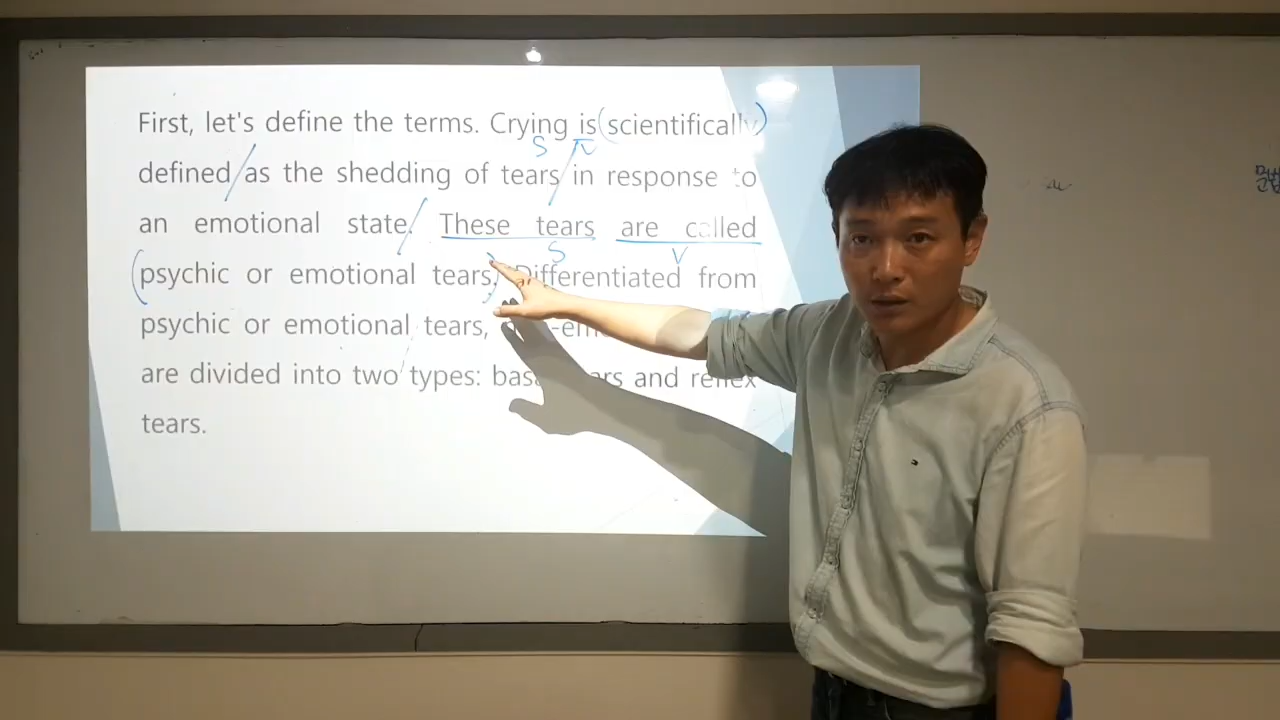 First, let's define the terms. Crying is (scientifically)
S V
defined / as the shedding of tears / in response to
an emotional state. / These tears are called
S V
(psychic or emotional tears.) Differentiated from
psychic or emotional tears,
are divided into two types: and reflex
tears.